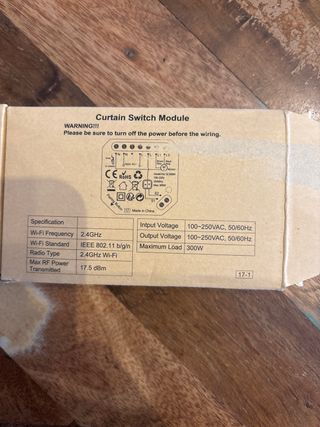 Curtain Switch Module
WARNING!!!
Please be sure to turn off the power before the wiring.
CE RoHS
Made in China
Specification
Wi-Fi Frequency 2.4GHz
Wi-Fi Standard IEEE 802.11 b/g/n
Radio Type 2.4GHz Wi-Fi
Max RF Power Transmitted 17.5 dBm
Intput Voltage 100~250VAC, 50/60Hz
Output Voltage 100~250VAC, 50/60Hz
Maximum Load 300W
17-1